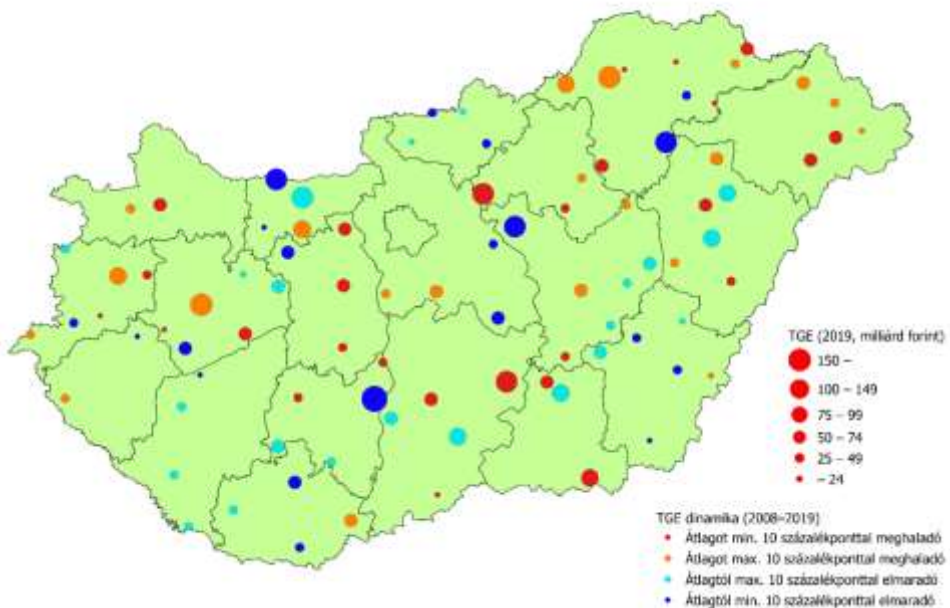 TGE (2019, milliárd forint)
150 –
100 – 149
75 – 99
50 – 74
25 – 49
– 24
TGE dinamika (2008–2019)
Átlagot min. 10 százalékponttal meghaladó
Átlagot max. 10 százalékponttal meghaladó
Átlagtól max. 10 százalékponttal elmaradó
Átlagtól min. 10 százalékponttal elmaradó